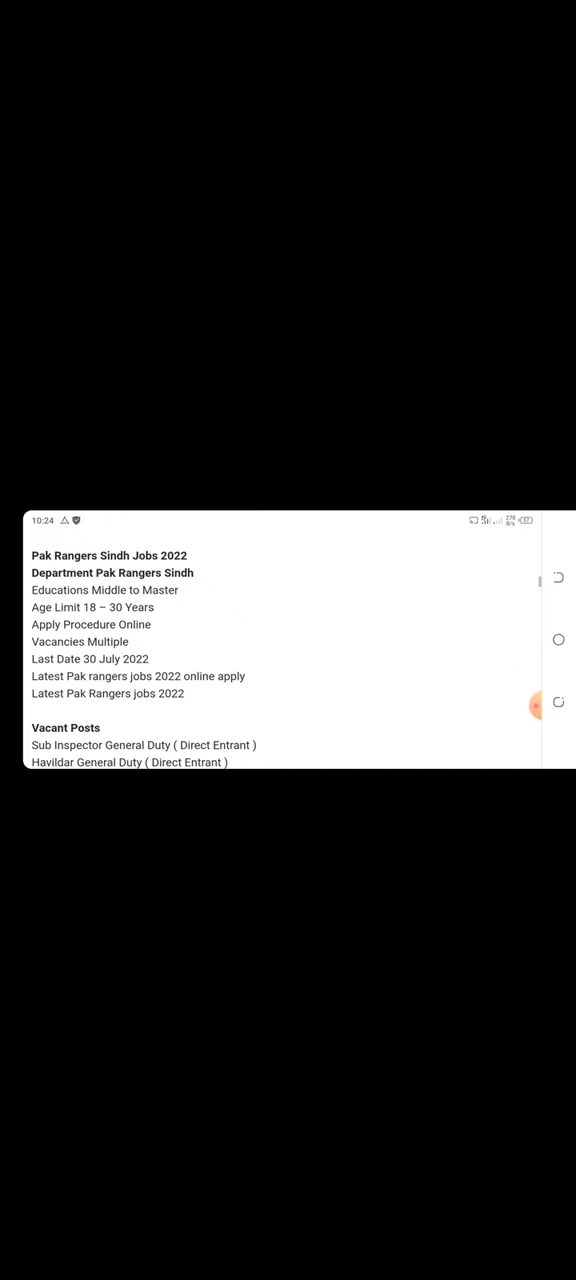 10:24
278
B/s
57
Pak Rangers Sindh Jobs 2022
Department Pak Rangers Sindh
Educations Middle to Master
Age Limit 18 – 30 Years
Apply Procedure Online
Vacancies Multiple
Last Date 30 July 2022
Latest Pak rangers jobs 2022 online apply
Latest Pak Rangers jobs 2022
Vacant Posts
Sub Inspector General Duty ( Direct Entrant )
Havildar General Duty ( Direct Entrant )